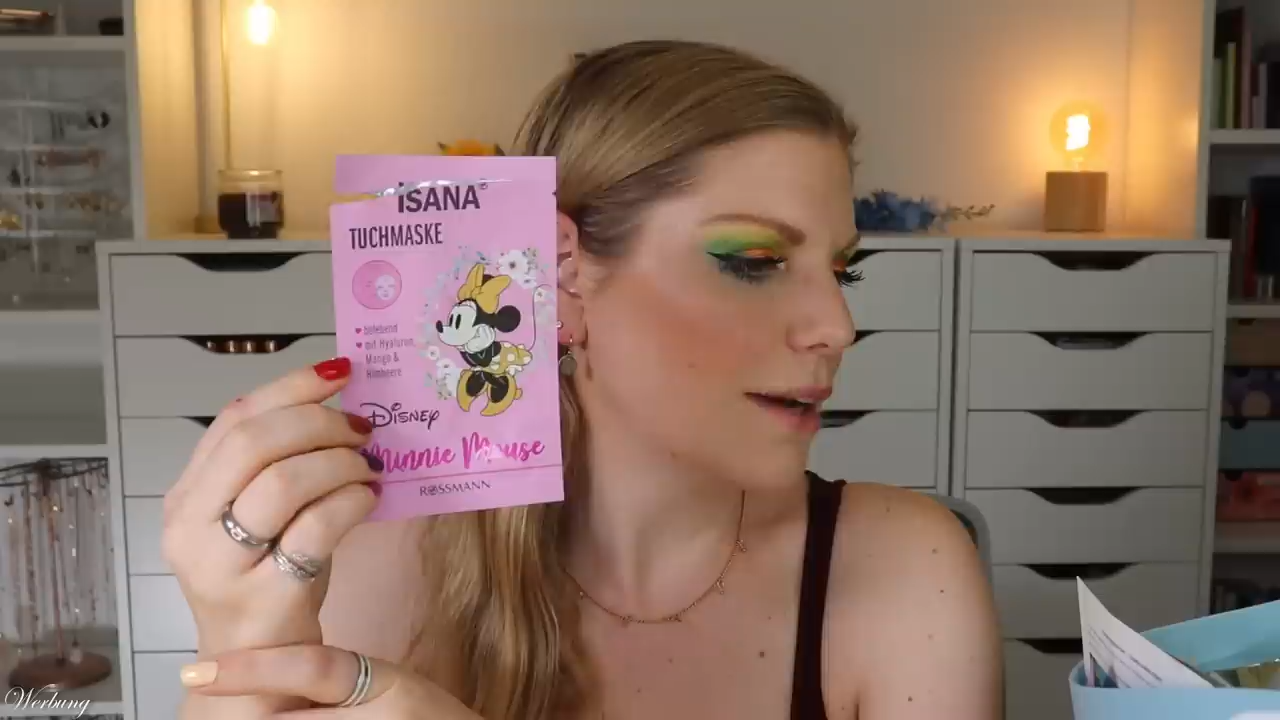 iSANA®
TUCHMASKE
belebend
mit Hyaluron,
Mango &
Himbeere
Disney
Minnie Mouse
ROSSMANN
Werbung